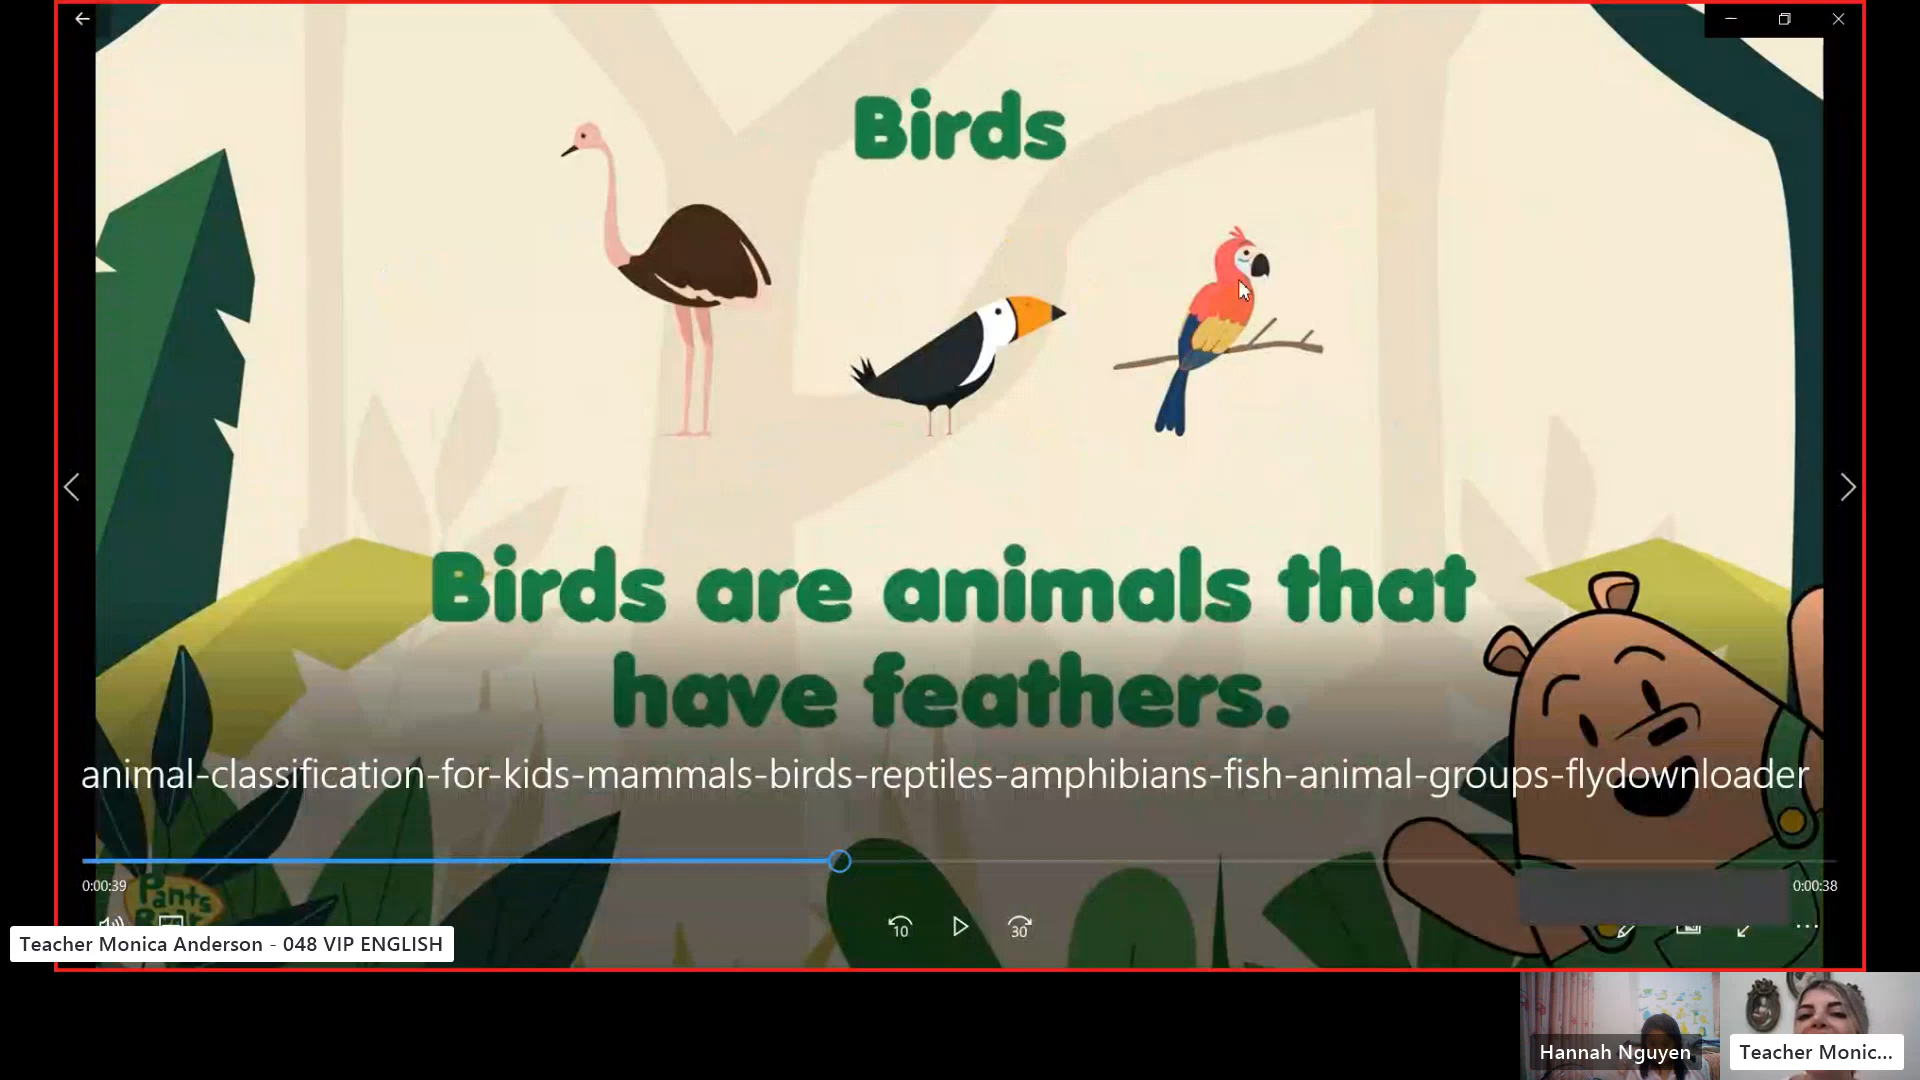 Birds
Birds are animals that
have feathers.
animal-classification-for-kids-mammals-birds-reptiles-amphibians-fish-animal-groups-flydownloader
0:00:39
0:00:38
Pants
10
30
Teacher Monica Anderson - 048 VIP ENGLISH
Hannah Nguyen
Teacher Monic...